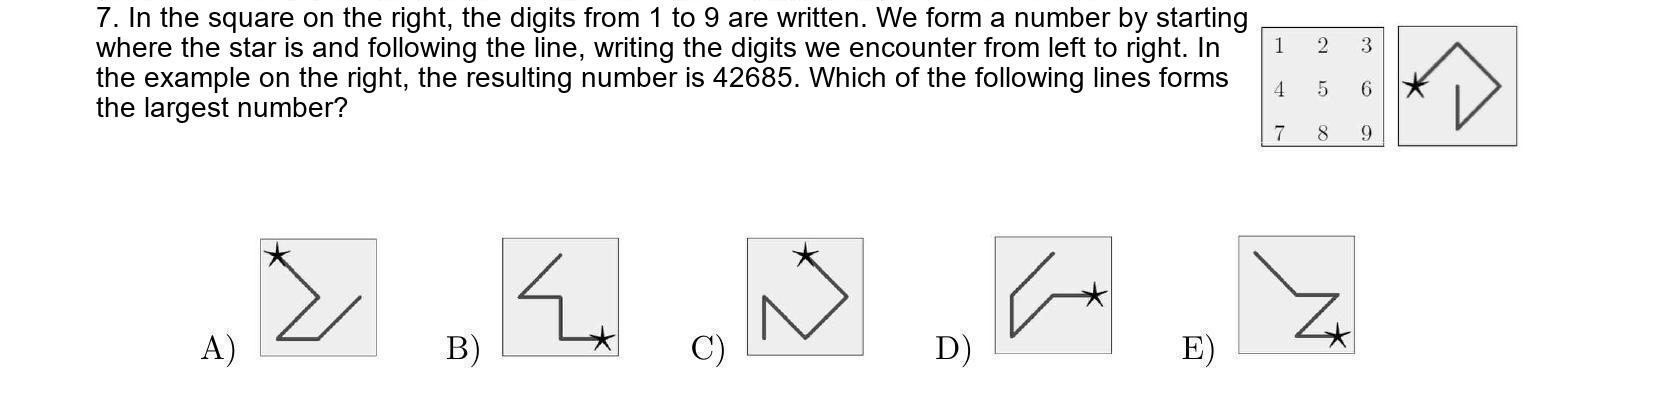 7. In the square on the right, the digits from 1 to 9 are written. We form a number by starting
where the star is and following the line, writing the digits we encounter from left to right. In
the example on the right, the resulting number is 42685. Which of the following lines forms
the largest number?
1 2 3
4 5 6
7 8 9
A) B) C) D) E)